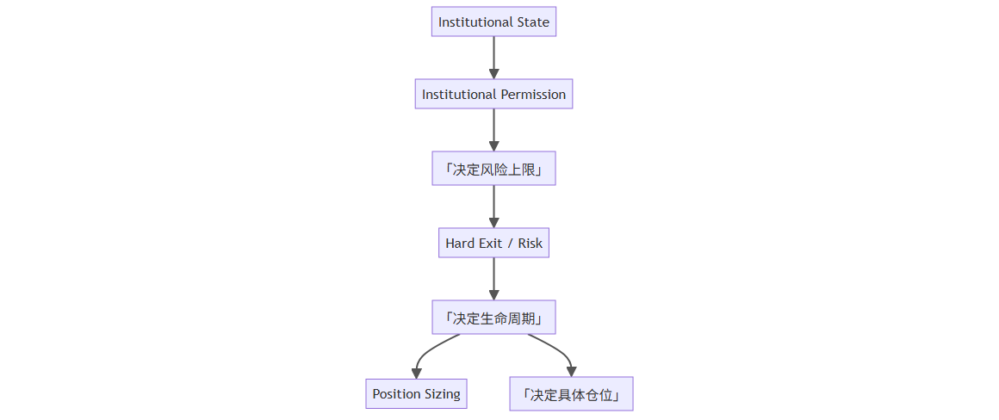 Institutional State
Institutional Permission
「决定风险上限」
Hard Exit / Risk
「决定生命周期」
Position Sizing
「决定具体仓位」